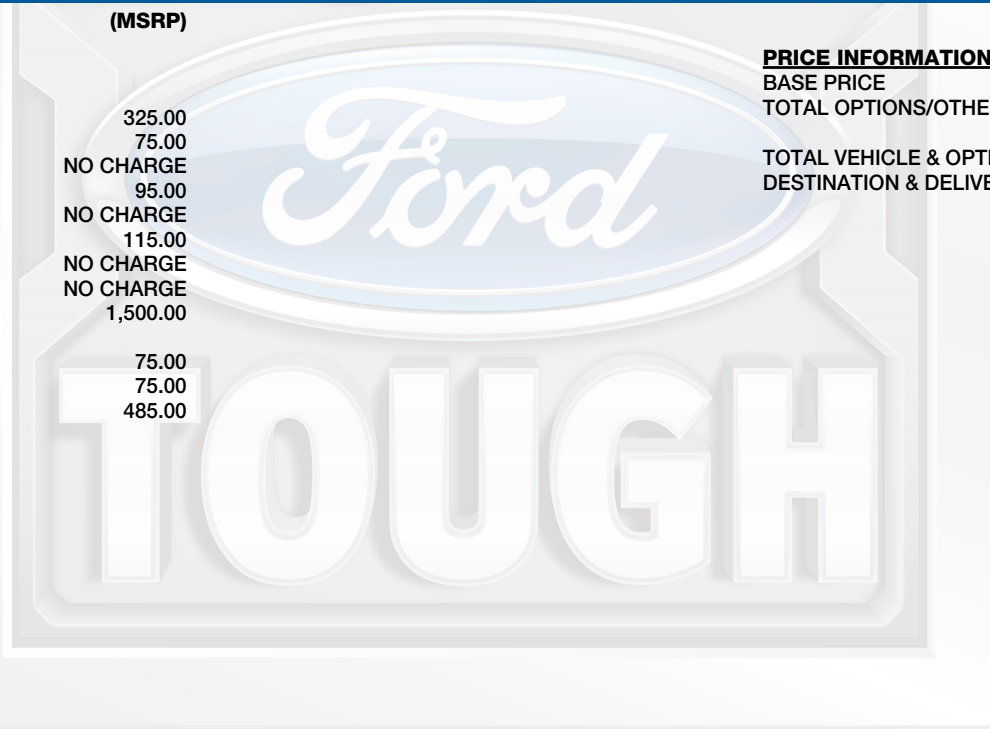 (MSRP)
325.00
75.00
NO CHARGE
95.00
NO CHARGE
115.00
NO CHARGE
NO CHARGE
1,500.00
75.00
75.00
485.00
PRICE INFORMATION
BASE PRICE
TOTAL OPTIONS/OTHE
TOTAL VEHICLE & OPTI
DESTINATION & DELIVE
Ford
TOUGH